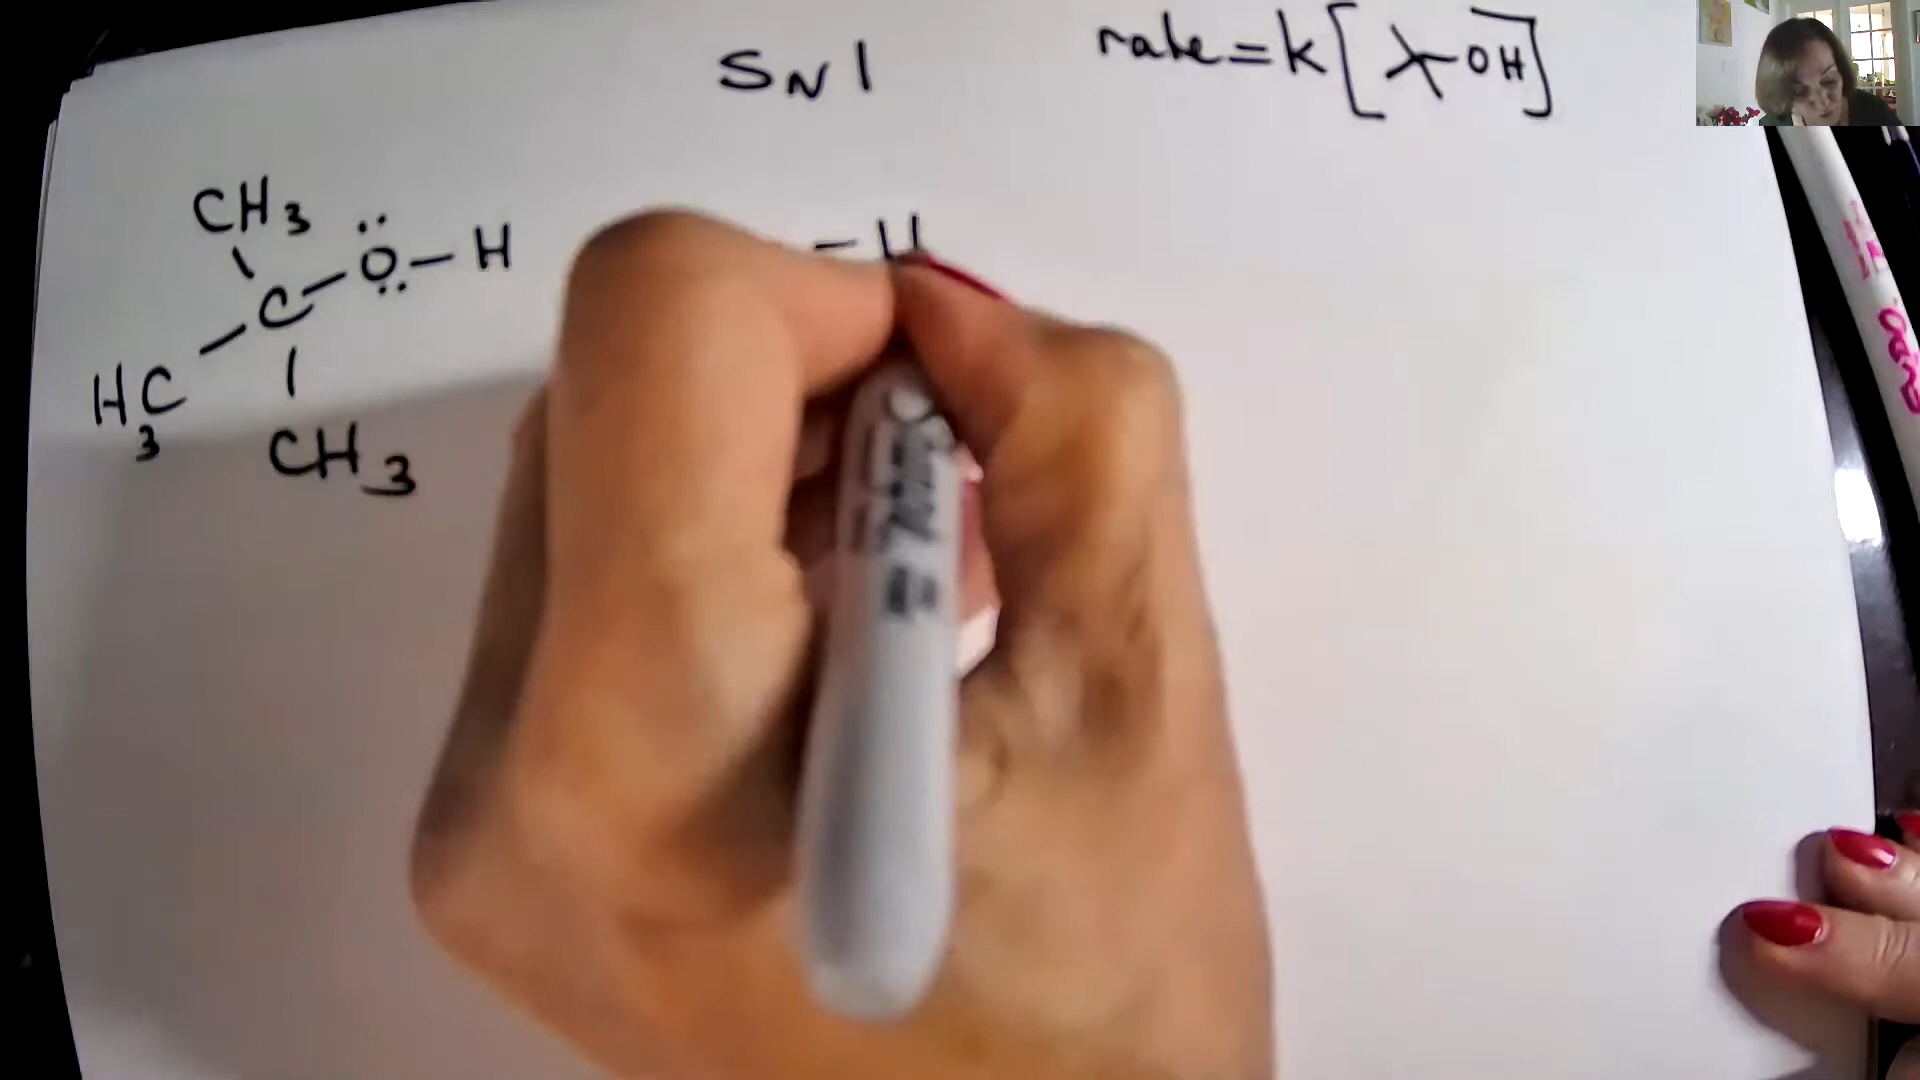 SN1
rate = k[ OH]
CH3
C - O - H
H3C
CH3
- H